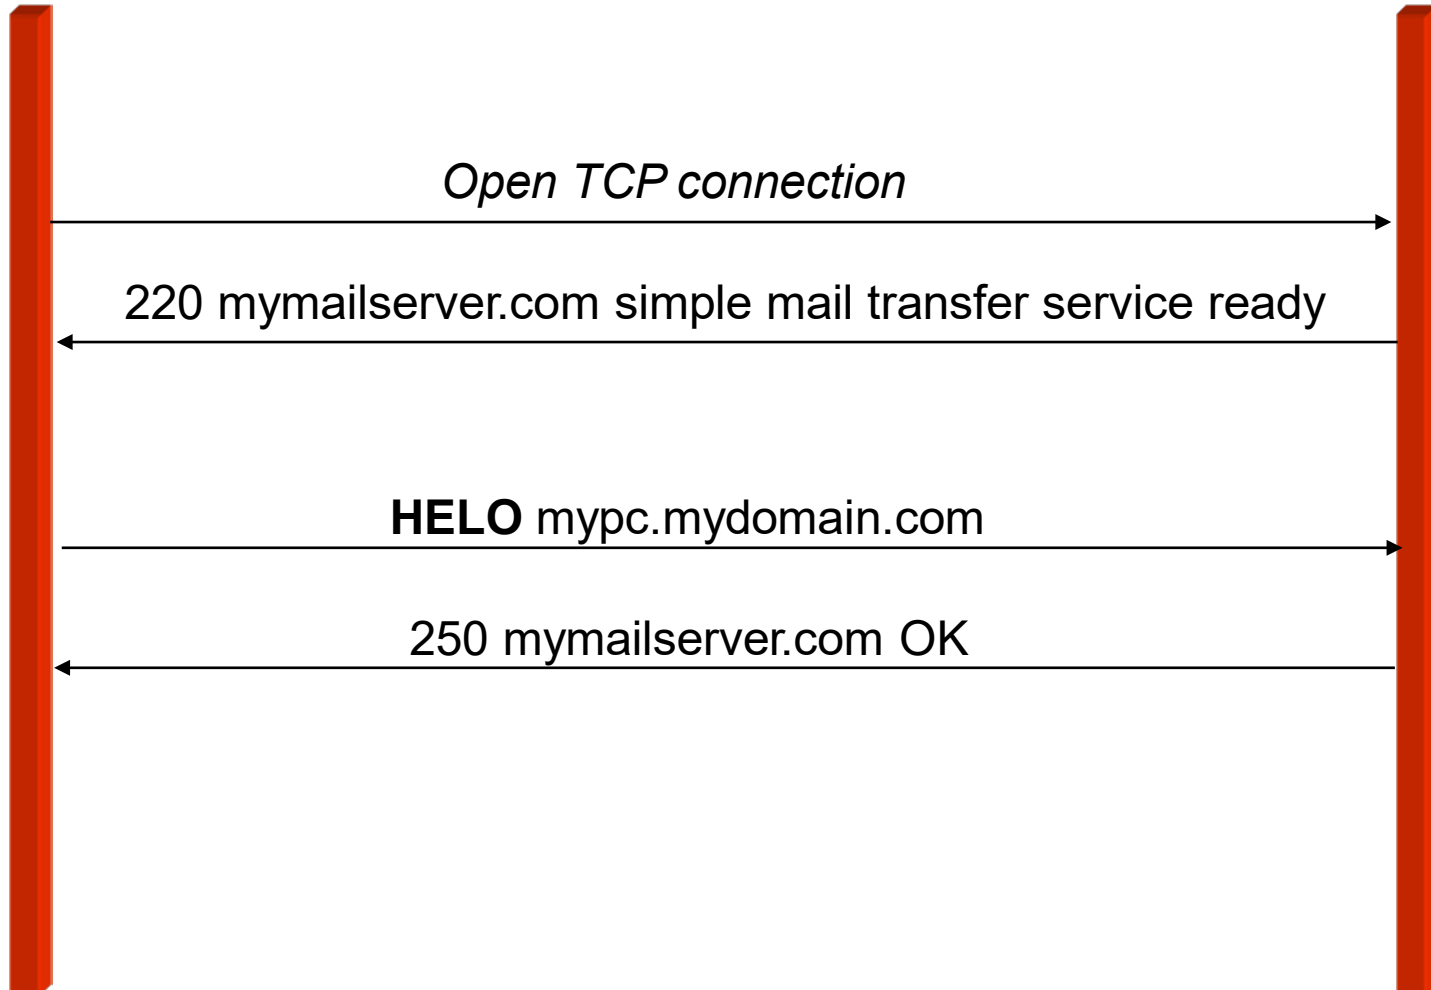 Open TCP connection
220 mymailserver.com simple mail transfer service ready
HELO mypc.mydomain.com
250 mymailserver.com OK